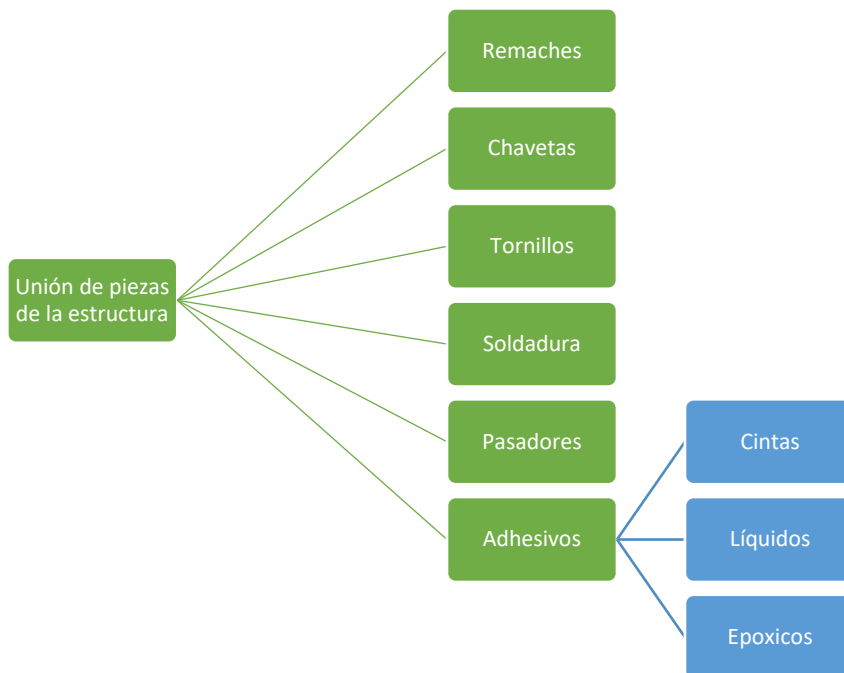 Remaches
Chavetas
Tornillos
Unión de piezas
de la estructura
Soldadura
Pasadores
Cintas
Adhesivos
Líquidos
Epoxicos